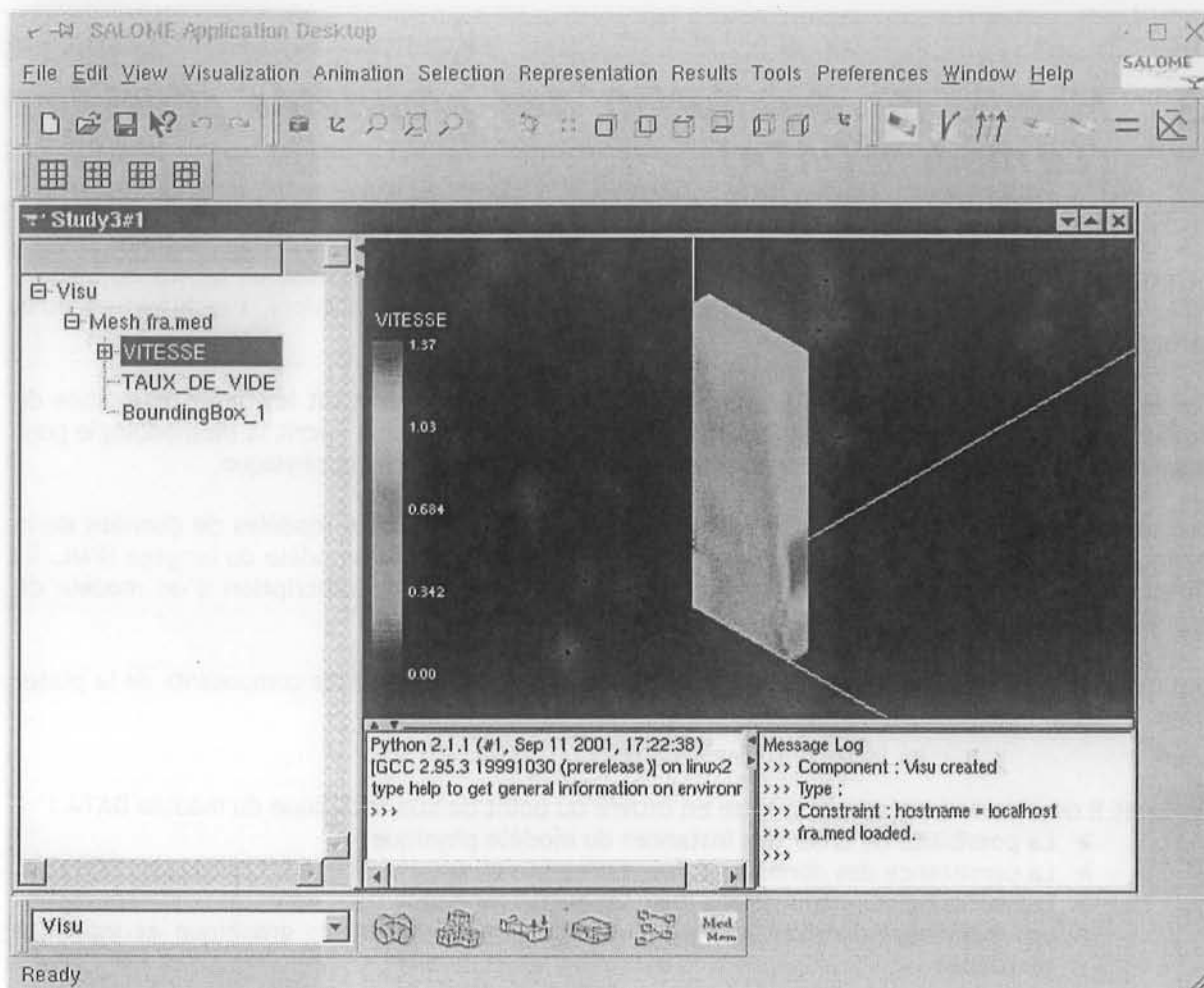 SALOME Application Desktop
File Edit View Visualization Animation Selection Representation Results Tools Preferences Window Help
SALOME
Study3#1
Visu
Mesh fra.med
VITESSE
TAUX_DE_VIDE
BoundingBox_1
VITESSE
1.37
1.03
0.684
0.342
0.00
Python 2.1.1 (#1, Sep 11 2001, 17:22:38)
[GCC 2.95.3 19991030 (prerelease)] on linux2
type help to get general information on environr
>>>
Message Log
>>> Component : Visu created
>>> Type :
>>> Constraint : hostname = localhost
>>> fra.med loaded.
>>>
Visu
Med
Mem
Ready